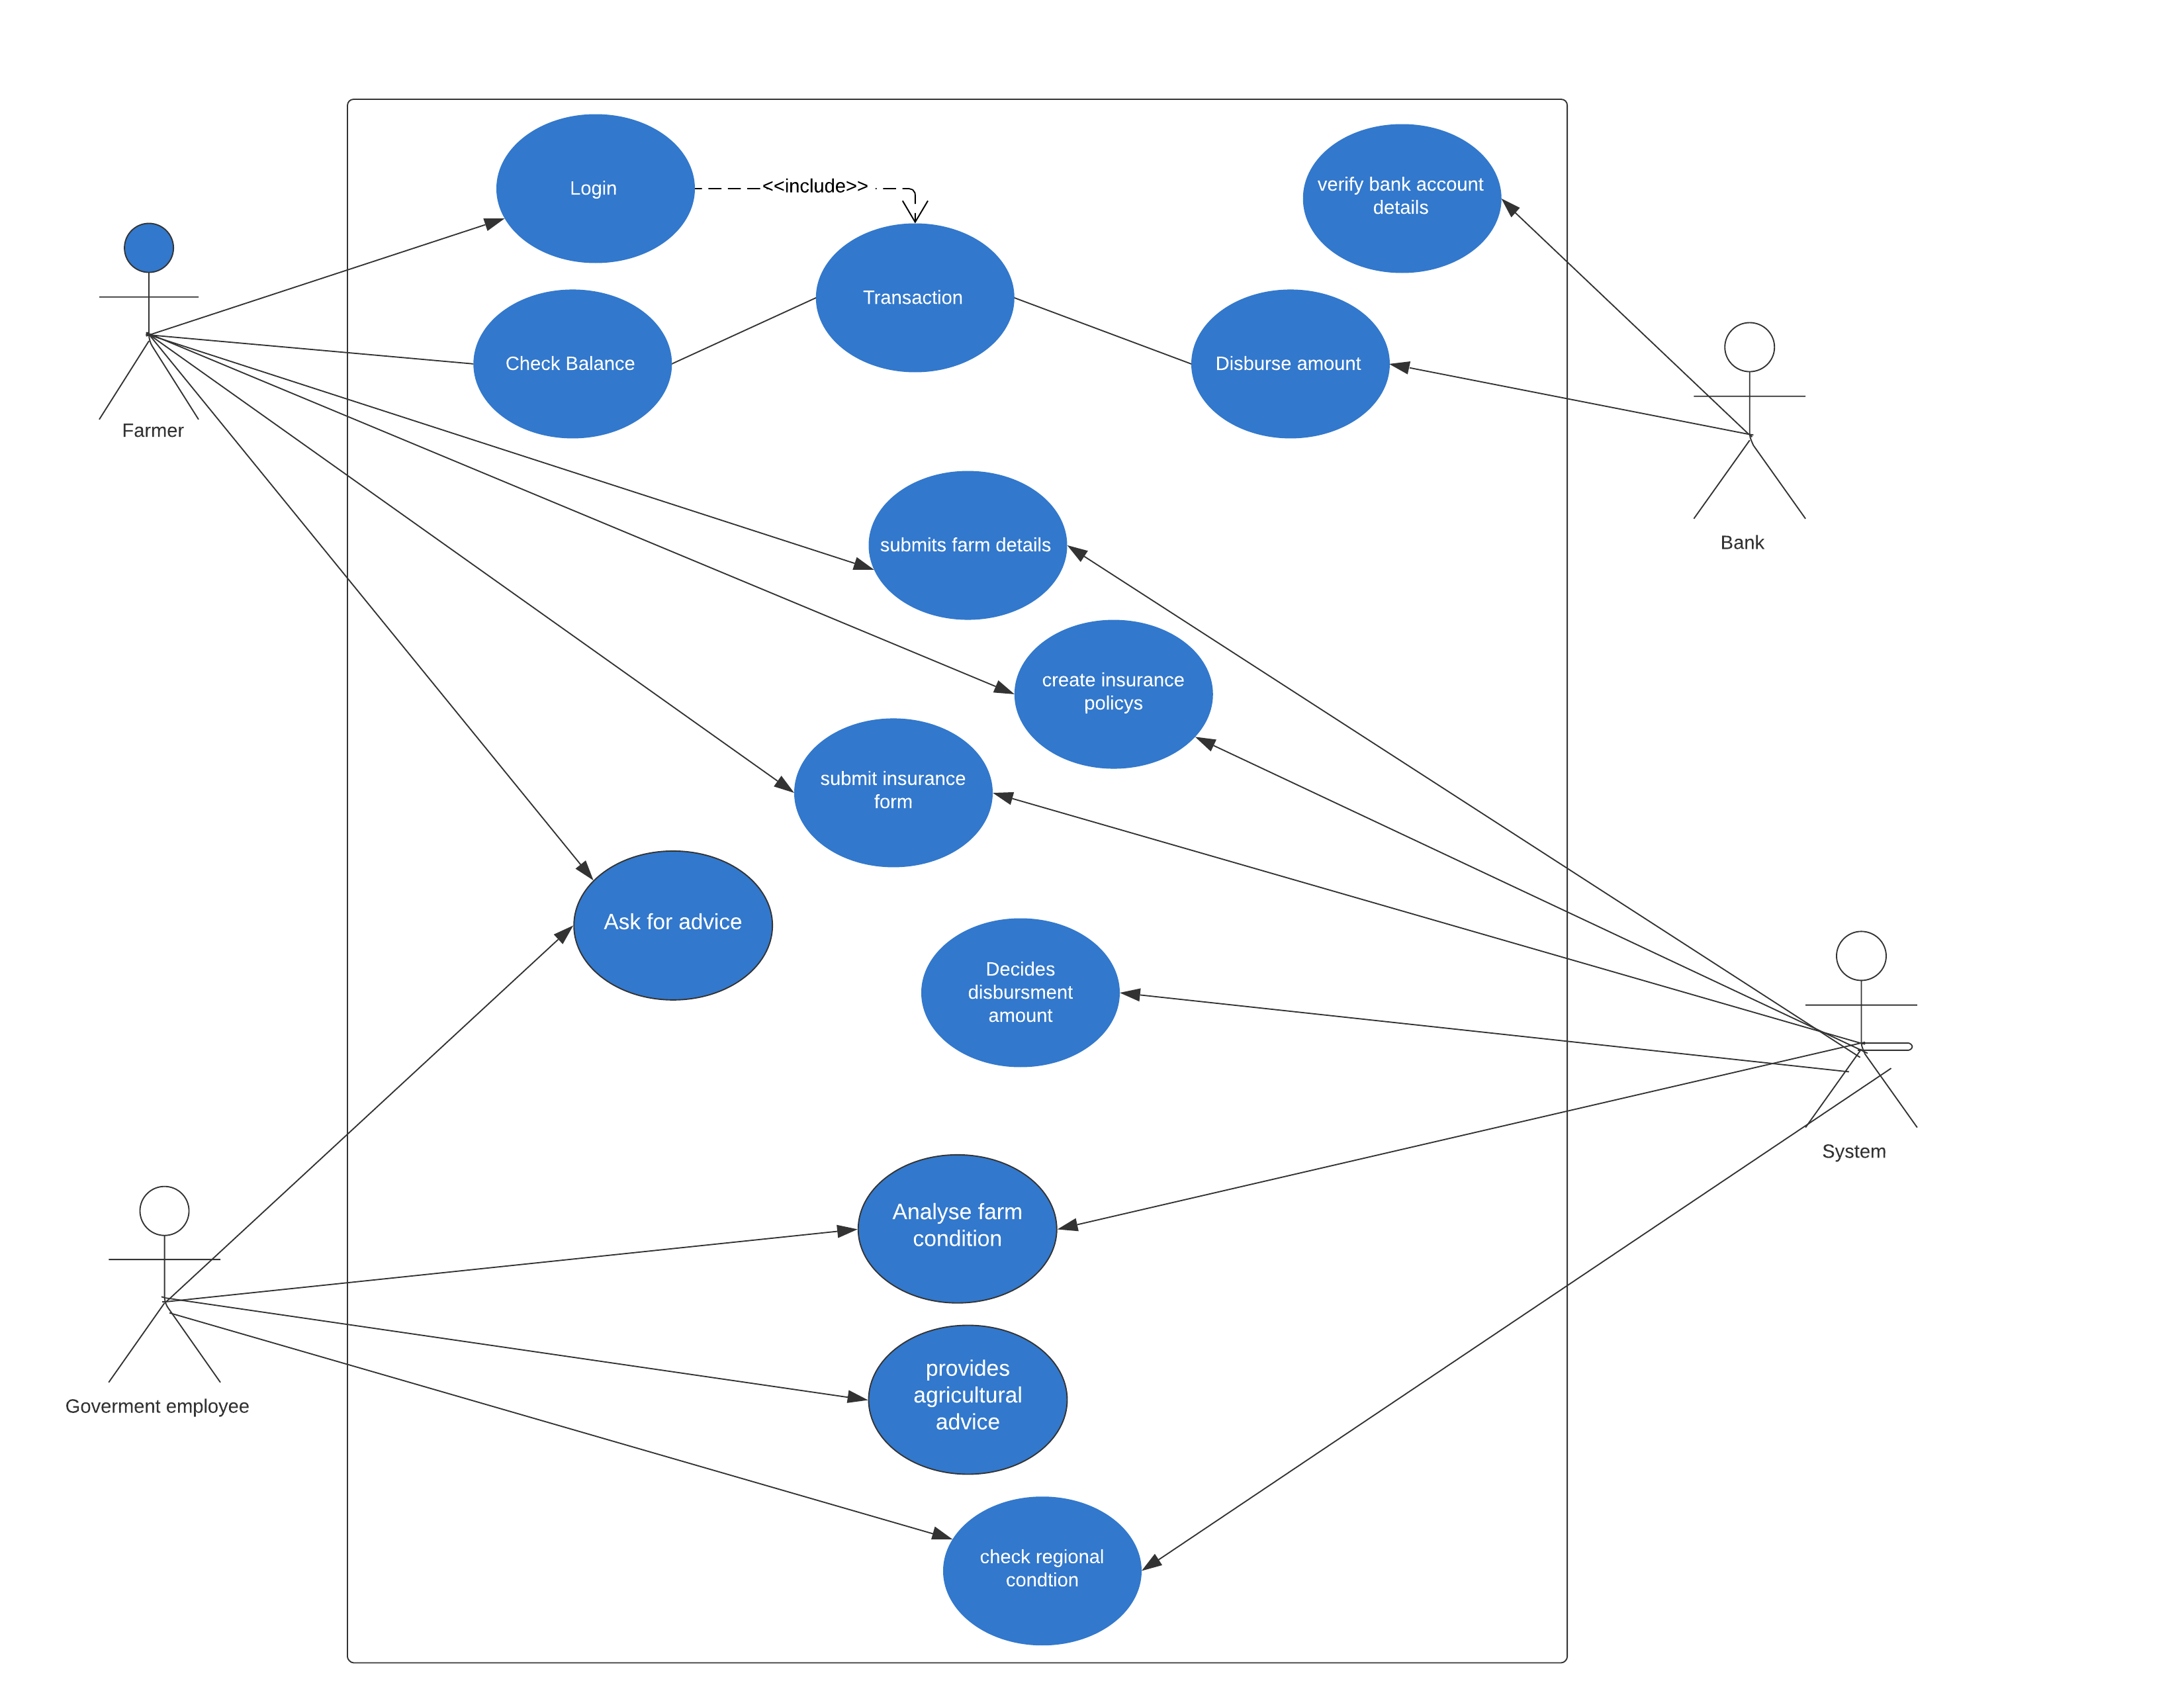 Login
<<include>>
verify bank account
details
Transaction
Check Balance
Disburse amount
Farmer
Bank
submits farm details
create insurance
policys
submit insurance
form
Ask for advice
Decides
disbursment
amount
System
Analyse farm
condition
provides
agricultural
advice
Goverment employee
check regional
condtion